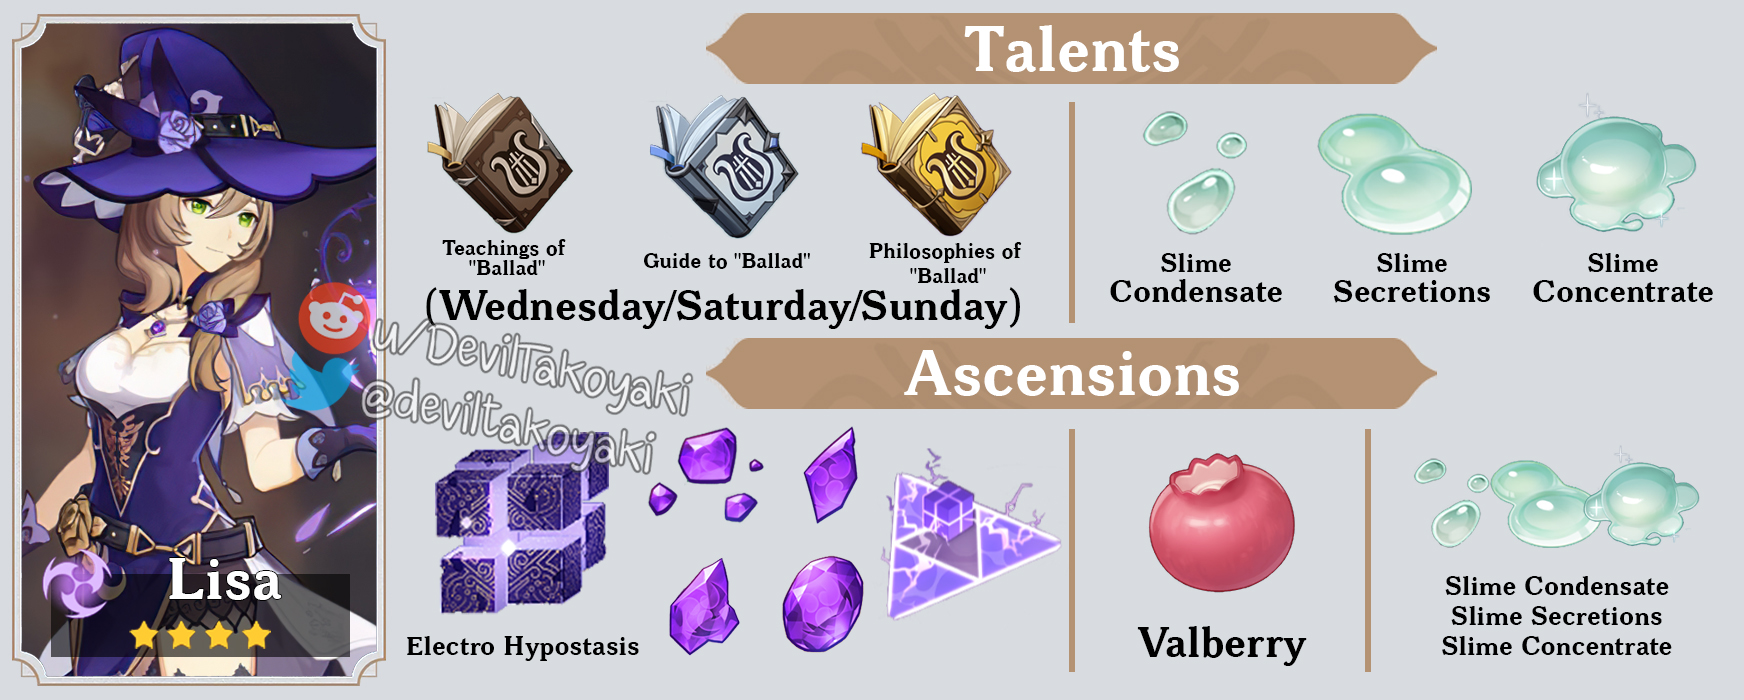 Talents
Teachings of
"Ballad"
Guide to "Ballad"
Philosophies of
"Ballad"
(Wednesday/Saturday/Sunday)
Slime
Condensate
Slime
Secretions
Slime
Concentrate
u/DevilTakoyaki
@deviltakoyaki
Ascensions
Lisa
Electro Hypostasis
Valberry
Slime Condensate
Slime Secretions
Slime Concentrate